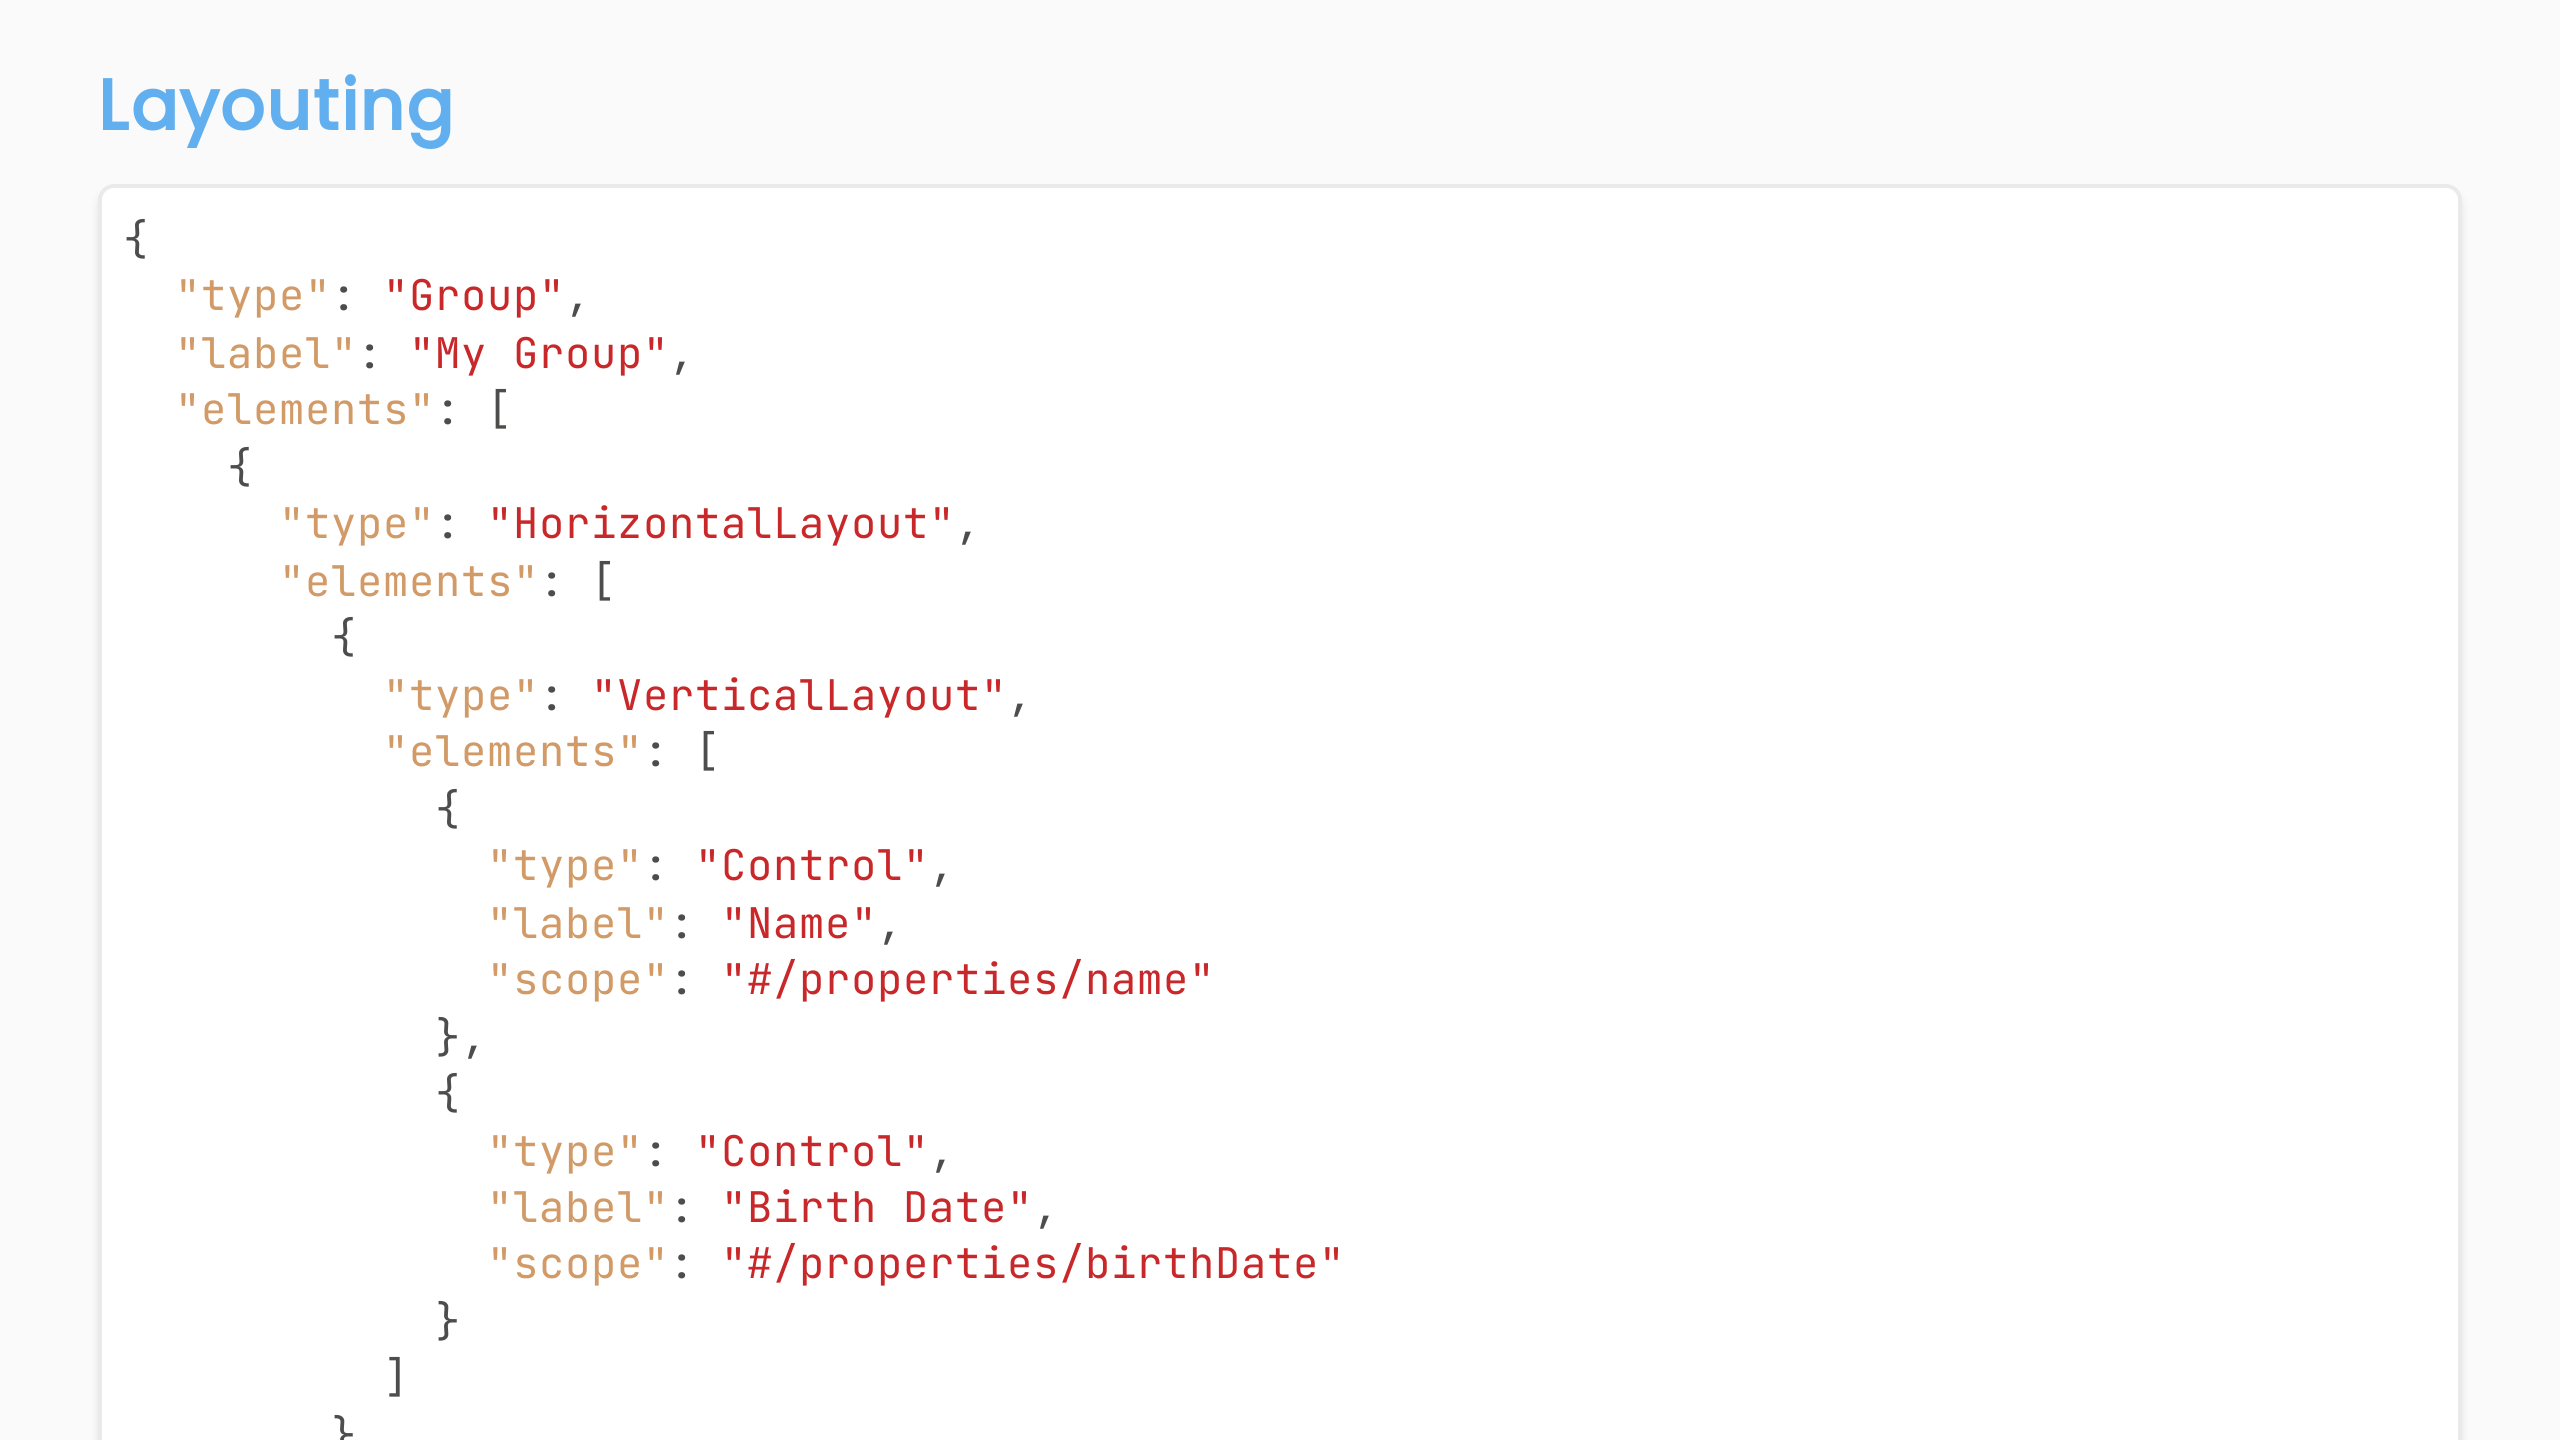 Layouting
{
  "type": "Group",
  "label": "My Group",
  "elements": [
    {
      "type": "HorizontalLayout",
      "elements": [
        {
          "type": "VerticalLayout",
          "elements": [
            {
              "type": "Control",
              "label": "Name",
              "scope": "#/properties/name"
            },
            {
              "type": "Control",
              "label": "Birth Date",
              "scope": "#/properties/birthDate"
            }
          ]
        }